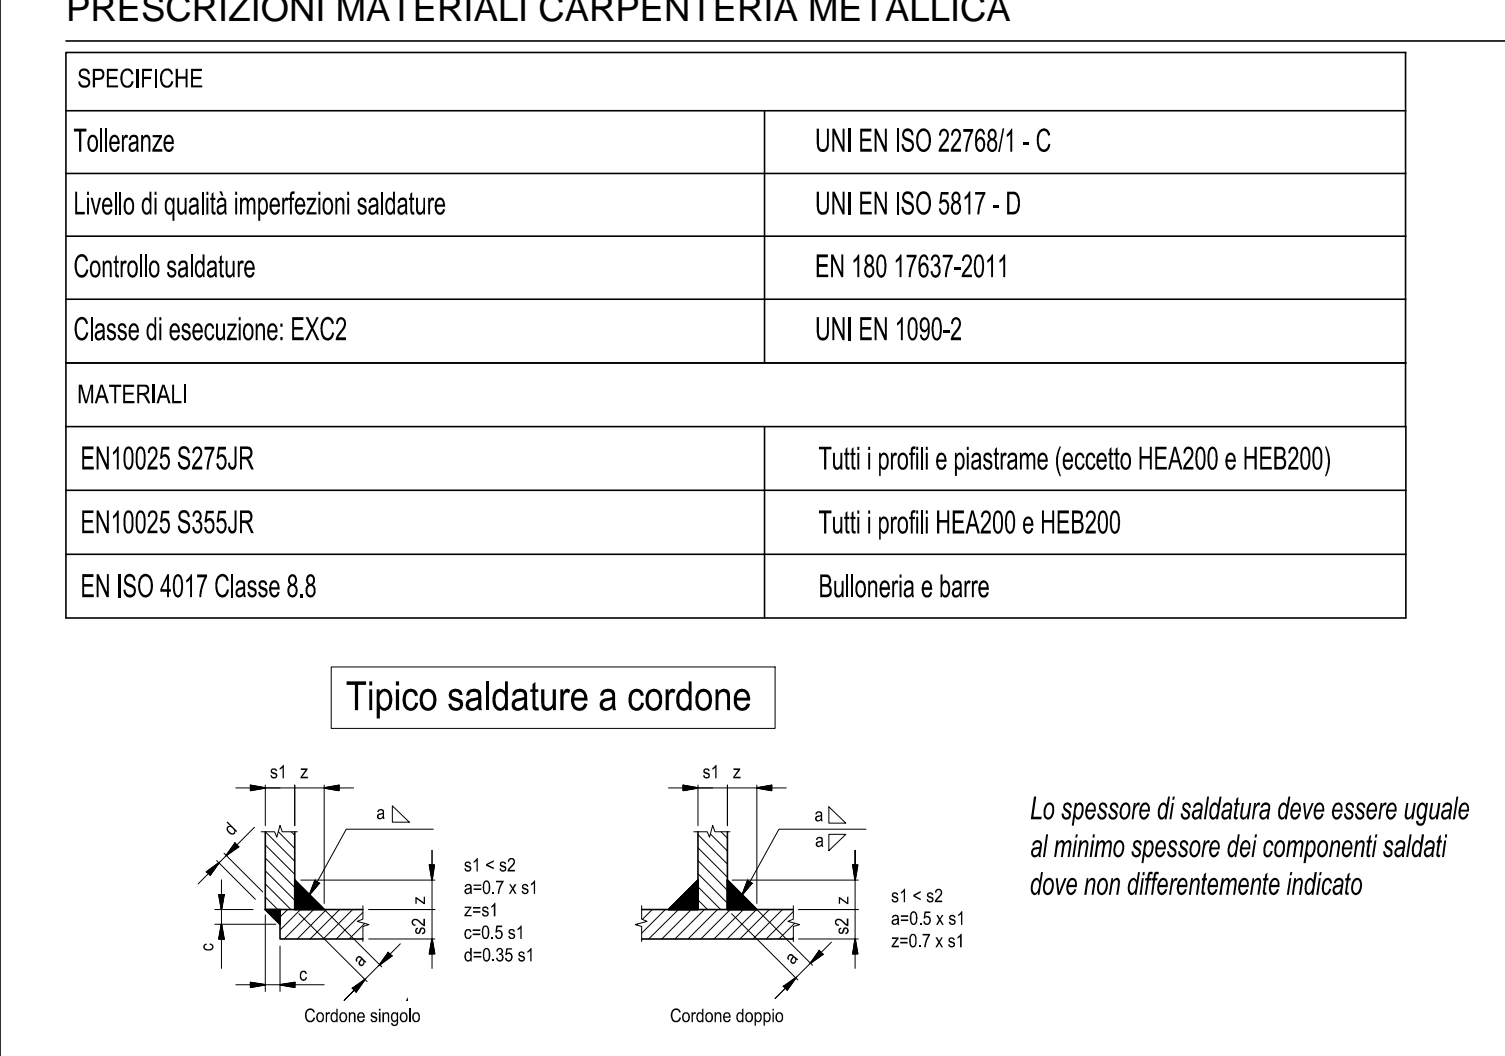 PRESCRIZIONI MATERIALI CARPENTERIA METALLICA
SPECIFICHE
Tolleranze UNI EN ISO 22768/1 - C
Livello di qualità imperfezioni saldature UNI EN ISO 5817 - D
Controllo saldature EN 180 17637-2011
Classe di esecuzione: EXC2 UNI EN 1090-2
MATERIALI
EN10025 S275JR Tutti i profili e piastrame (eccetto HEA200 e HEB200)
EN10025 S355JR Tutti i profili HEA200 e HEB200
EN ISO 4017 Classe 8.8 Bulloneria e barre
Tipico saldature a cordone
s1 z
a
d
z
s2
c
c
a
s1 < s2
a=0.7 x s1
z=s1
c=0.5 s1
d=0.35 s1
Cordone singolo
s1 z
a
a
z
s2
a
s1 < s2
a=0.5 x s1
z=0.7 x s1
Cordone doppio
Lo spessore di saldatura deve essere uguale
al minimo spessore dei componenti saldati
dove non differentemente indicato